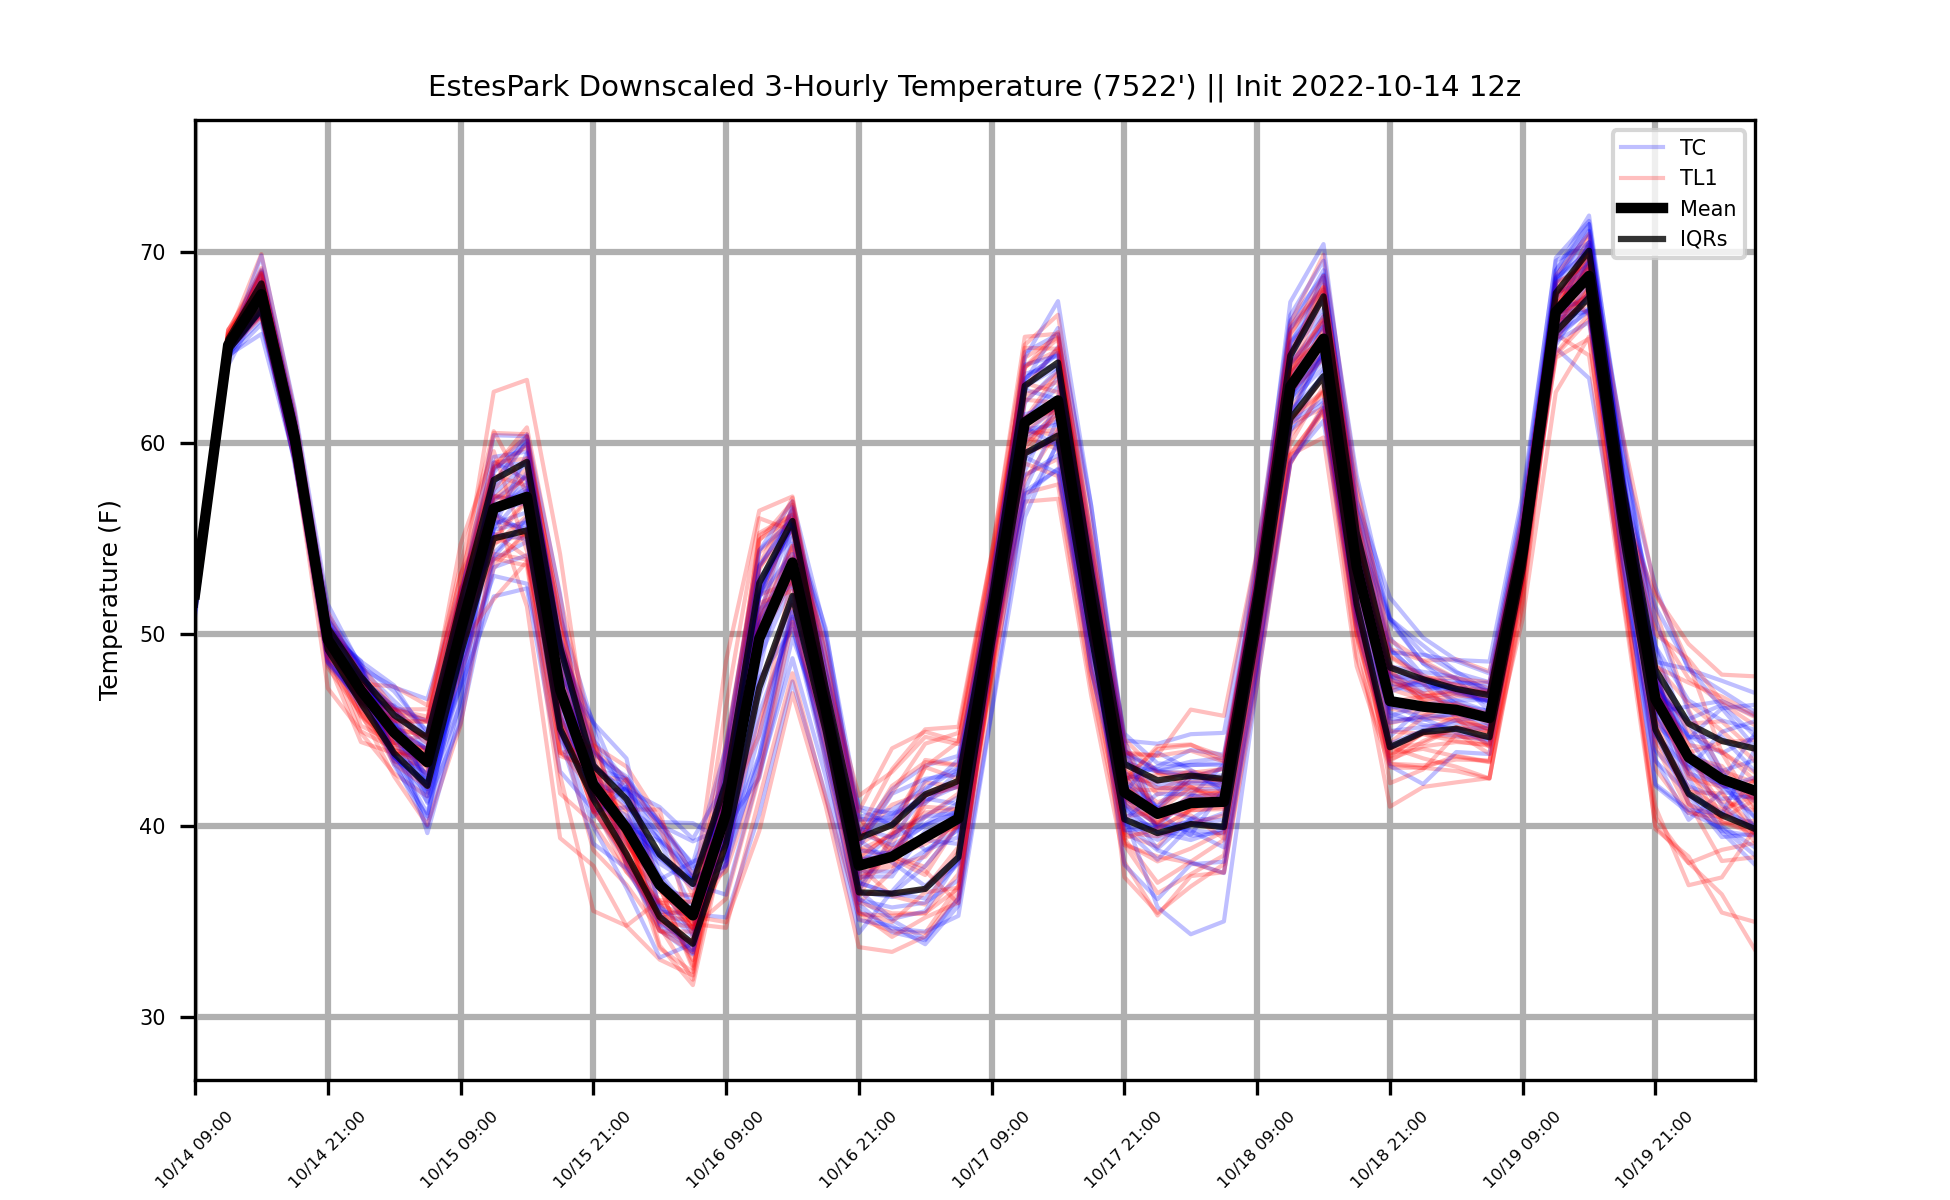 EstesPark Downscaled 3-Hourly Temperature (7522') || Init 2022-10-14 12z
TC
TL1
Mean
IQRs
Temperature (F)
70
60
50
40
30
10/14 09:00
10/14 21:00
10/15 09:00
10/15 21:00
10/16 09:00
10/16 21:00
10/17 09:00
10/17 21:00
10/18 09:00
10/18 21:00
10/19 09:00
10/19 21:00